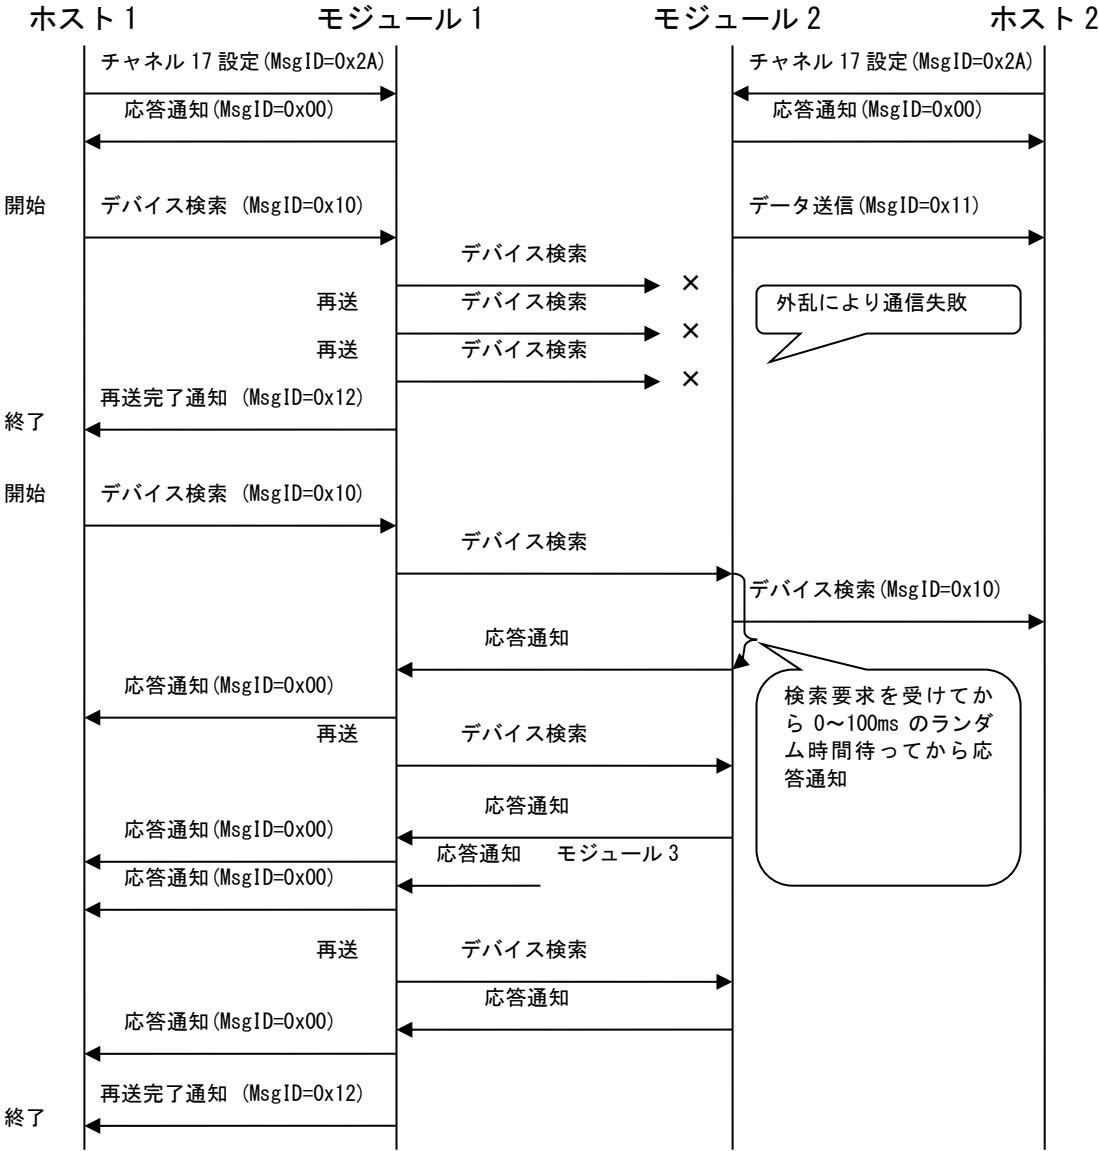 ホスト1 モジュール1 モジュール2 ホスト2
チャネル 17 設定(MsgID=0x2A) チャネル 17 設定(MsgID=0x2A)
応答通知(MsgID=0x00) 応答通知(MsgID=0x00)
開始 デバイス検索 (MsgID=0x10) データ送信(MsgID=0x11)
デバイス検索
×
再送 デバイス検索 外乱により通信失敗
×
再送 デバイス検索
×
再送完了通知 (MsgID=0x12)
終了
開始 デバイス検索 (MsgID=0x10)
デバイス検索
デバイス検索(MsgID=0x10)
応答通知
応答通知(MsgID=0x00)
検索要求を受けてか
ら 0~100ms のランダ
ム時間待ってから応
答通知
再送 デバイス検索
応答通知
応答通知(MsgID=0x00)
応答通知 モジュール3
応答通知(MsgID=0x00)
再送 デバイス検索
応答通知
応答通知(MsgID=0x00)
再送完了通知 (MsgID=0x12)
終了